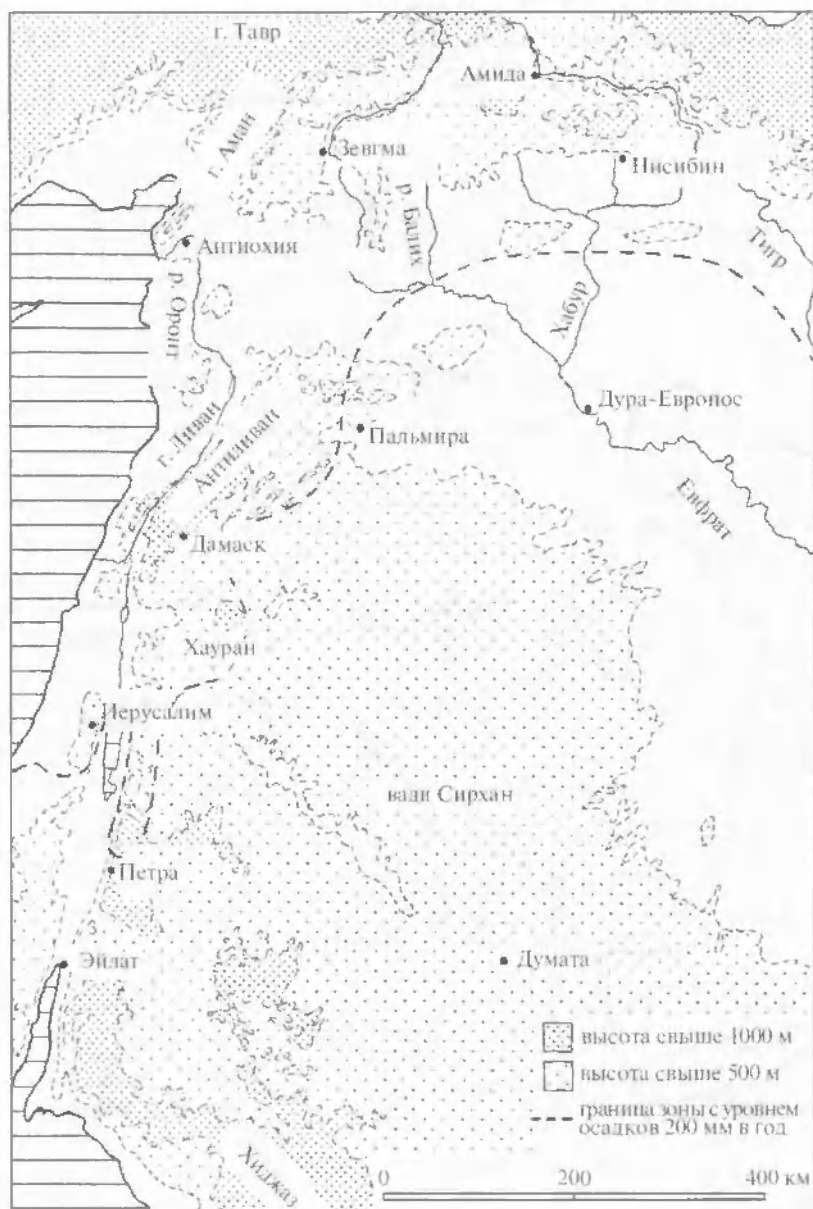 г. Тавр
Амида
г. Аман
Зевгма
Нисибин
р. Балих
Антиохия
Тигр
р. Оронт
Хабур
Дура-Европос
Пальмира
г. Ливан
Антиливан
Евфрат
Дамаск
Хауран
Иерусалим
вади Сирхан
Петра
Эйлат
Думата
высота свыше 1000 м
высота свыше 500 м
граница зоны с уровнем
осадков 200 мм в год
Хиджаз
0 200 400 км